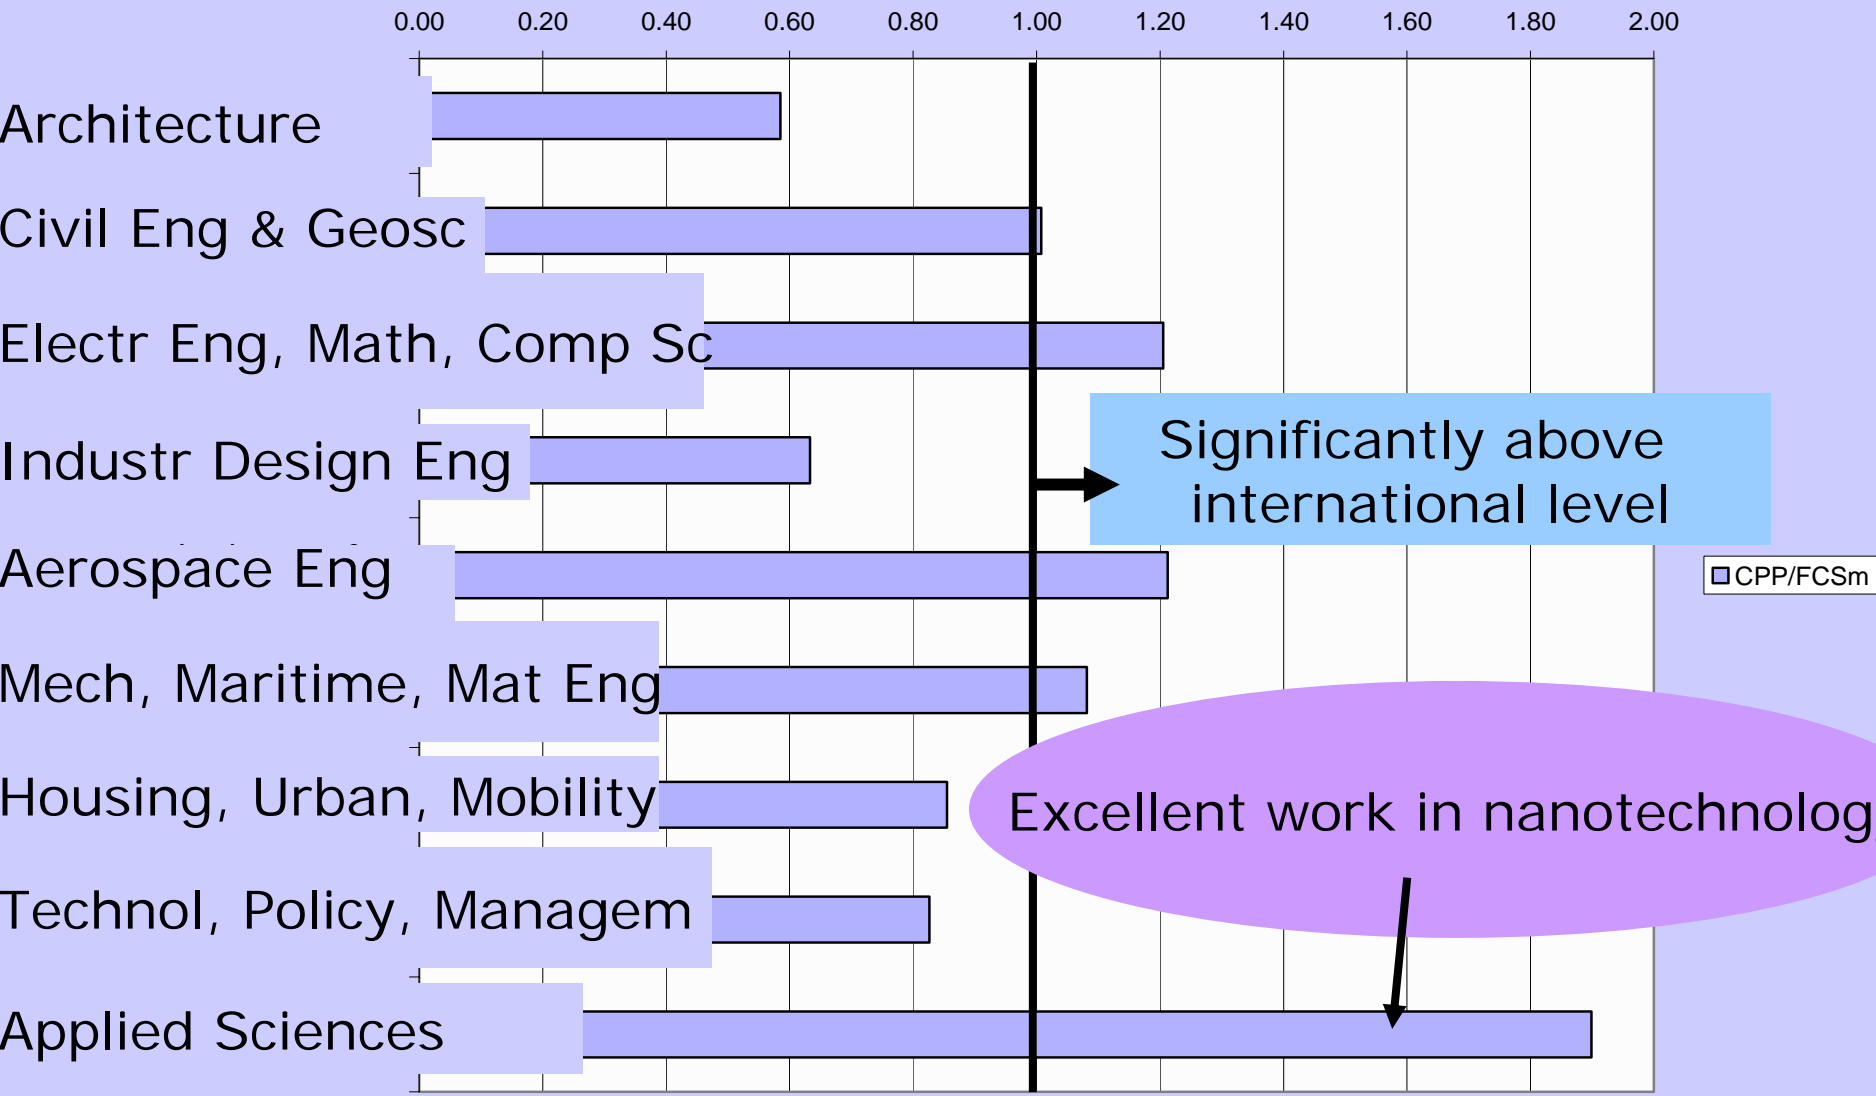 0.00 0.20 0.40 0.60 0.80 1.00 1.20 1.40 1.60 1.80 2.00
Architecture
Civil Eng & Geosc
Electr Eng, Math, Comp Sc
Industr Design Eng
Significantly above
international level
Aerospace Eng
CPP/FCSm
Mech, Maritime, Mat Eng
Housing, Urban, Mobility
Excellent work in nanotechnolog
Technol, Policy, Managem
Applied Sciences